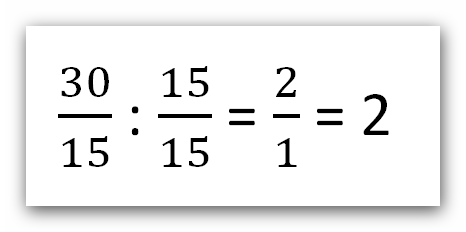 30/15 : 15/15 = 2/1 = 2